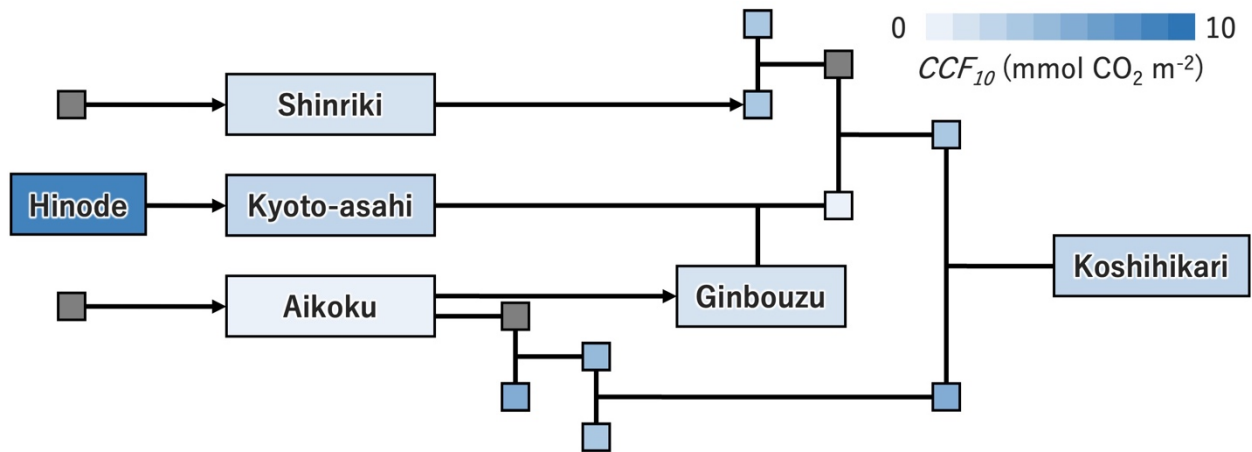 0 10
CCF₁₀ (mmol CO₂ m⁻²)
Shinriki
Hinode
Kyoto-asahi
Koshihikari
Aikoku
Ginbouzu